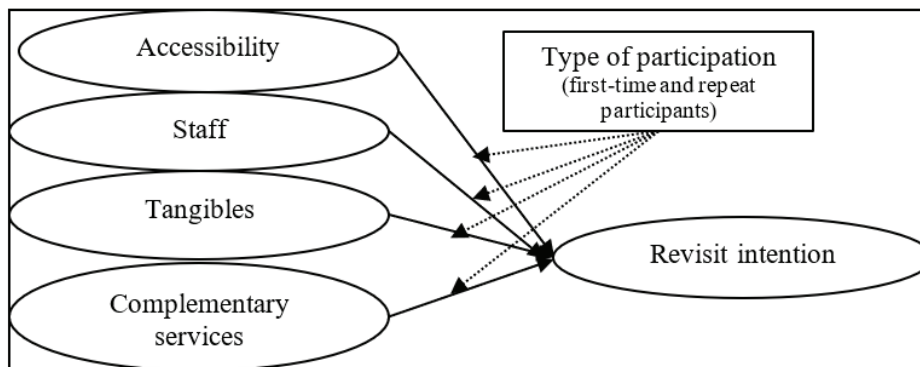 Accessibility
Type of participation
(first-time and repeat
participants)
Staff
Tangibles
Revisit intention
Complementary
services